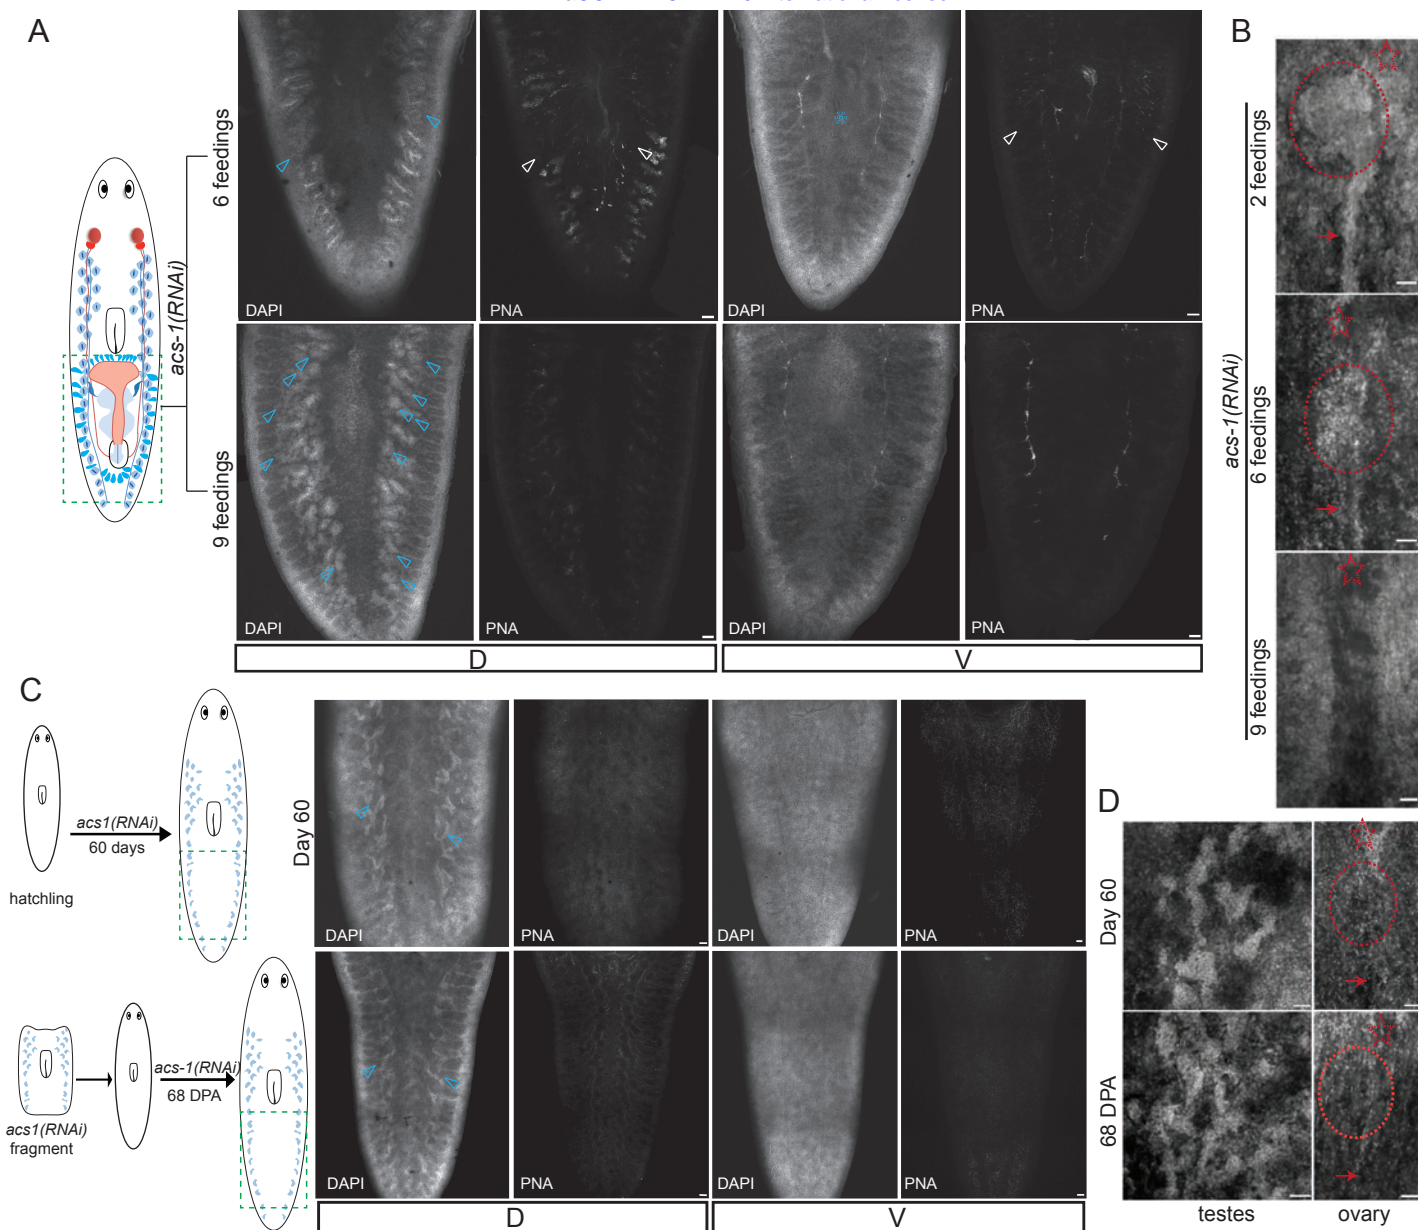 A
B
6 feedings
9 feedings
acs-1(RNAi)
DAPI
PNA
DAPI
PNA
DAPI
PNA
DAPI
PNA
D
V
2 feedings
6 feedings
9 feedings
acs-1(RNAi)
C
D
hatchling
acs1(RNAi)
60 days
Day 60
DAPI
PNA
DAPI
PNA
acs1(RNAi)
fragment
acs-1(RNAi)
68 DPA
DAPI
PNA
DAPI
PNA
D
V
Day 60
68 DPA
testes
ovary